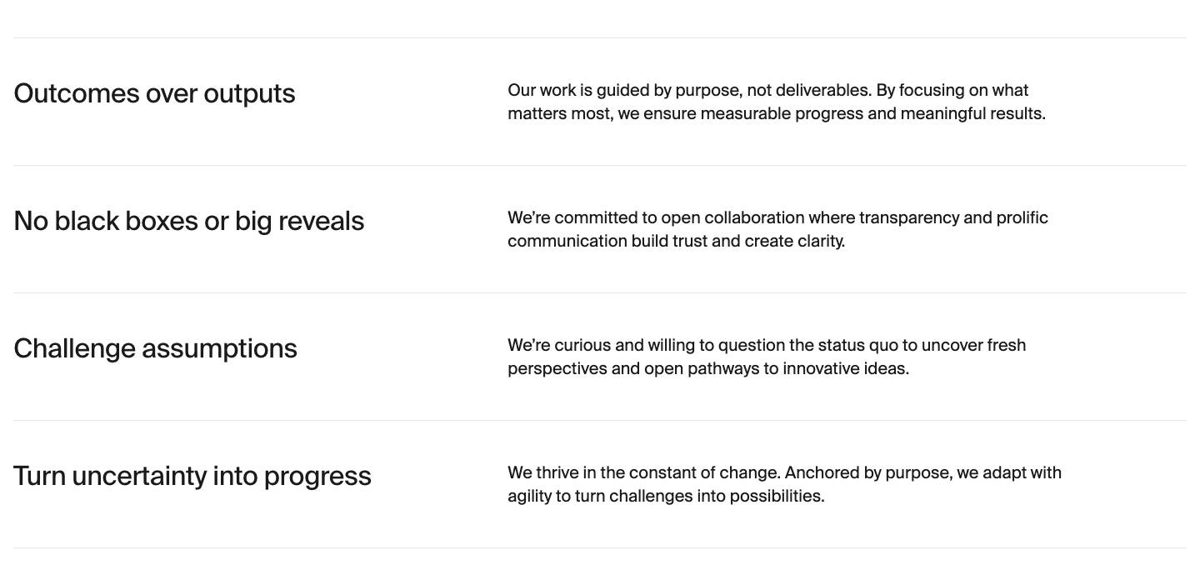 Outcomes over outputs
Our work is guided by purpose, not deliverables. By focusing on what
matters most, we ensure measurable progress and meaningful results.
No black boxes or big reveals
We’re committed to open collaboration where transparency and prolific
communication build trust and create clarity.
Challenge assumptions
We’re curious and willing to question the status quo to uncover fresh
perspectives and open pathways to innovative ideas.
Turn uncertainty into progress
We thrive in the constant of change. Anchored by purpose, we adapt with
agility to turn challenges into possibilities.